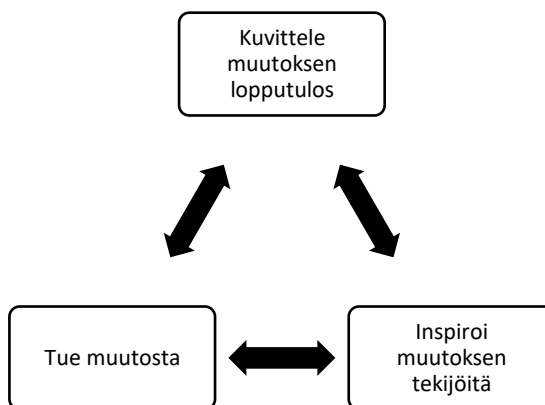 Kuvittele
muutoksen
lopputulos
Tue muutosta
Inspiroi
muutoksen
tekijöitä